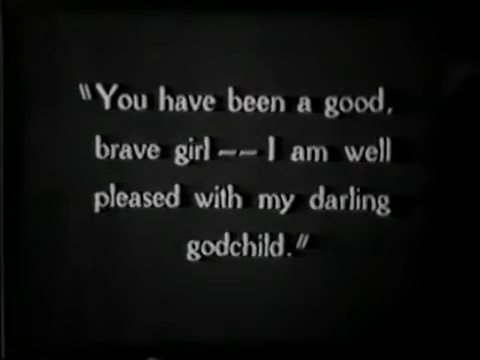 "You have been a good,
brave girl -- I am well
pleased with my darling
godchild."